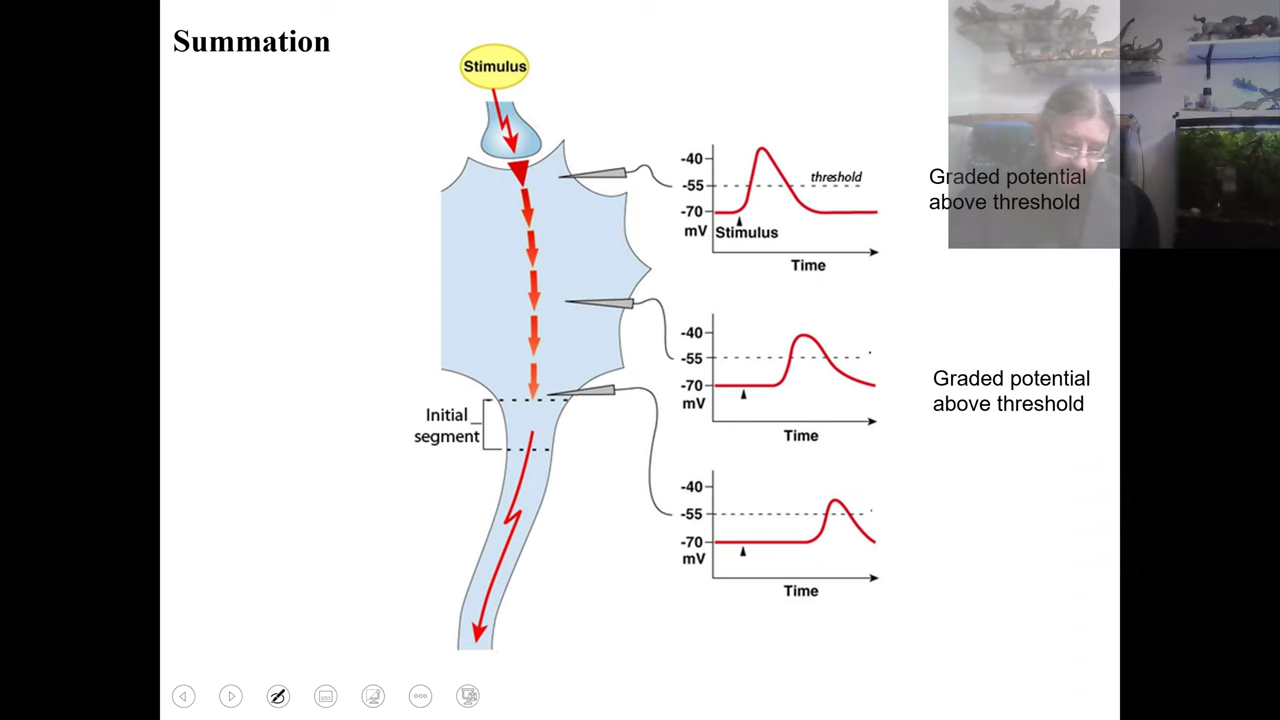 Summation
Stimulus
-40
-55
-70
mV
threshold
Stimulus
Time
Graded potential
above threshold
-40
-55
-70
mV
Time
Graded potential
above threshold
Initial
segment
-40
-55
-70
mV
Time